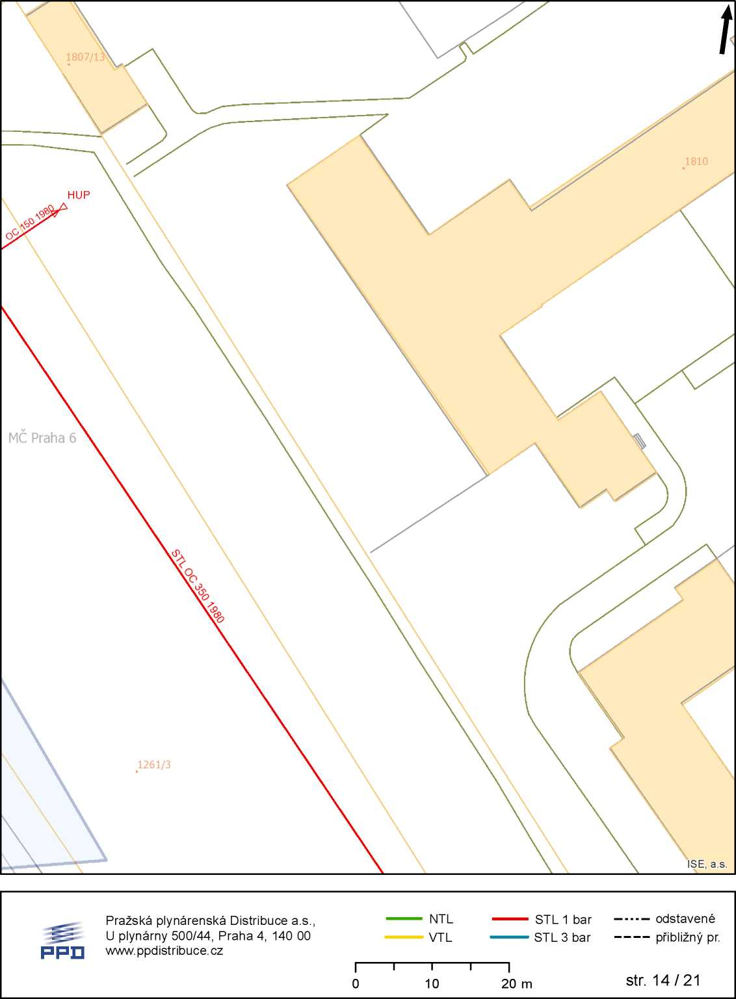 1807/13
1810
HUP
OC 150 1980
MČ Praha 6
STL OC 350 1980
1261/3
ISE, a.s.
PPD
Pražská plynárenská Distribuce a.s.,
U plynárny 500/44, Praha 4, 140 00
www.ppdistribuce.cz
NTL
STL 1 bar
odstavené
VTL
STL 3 bar
přibližný pr.
0 10 20 m
str. 14 / 21